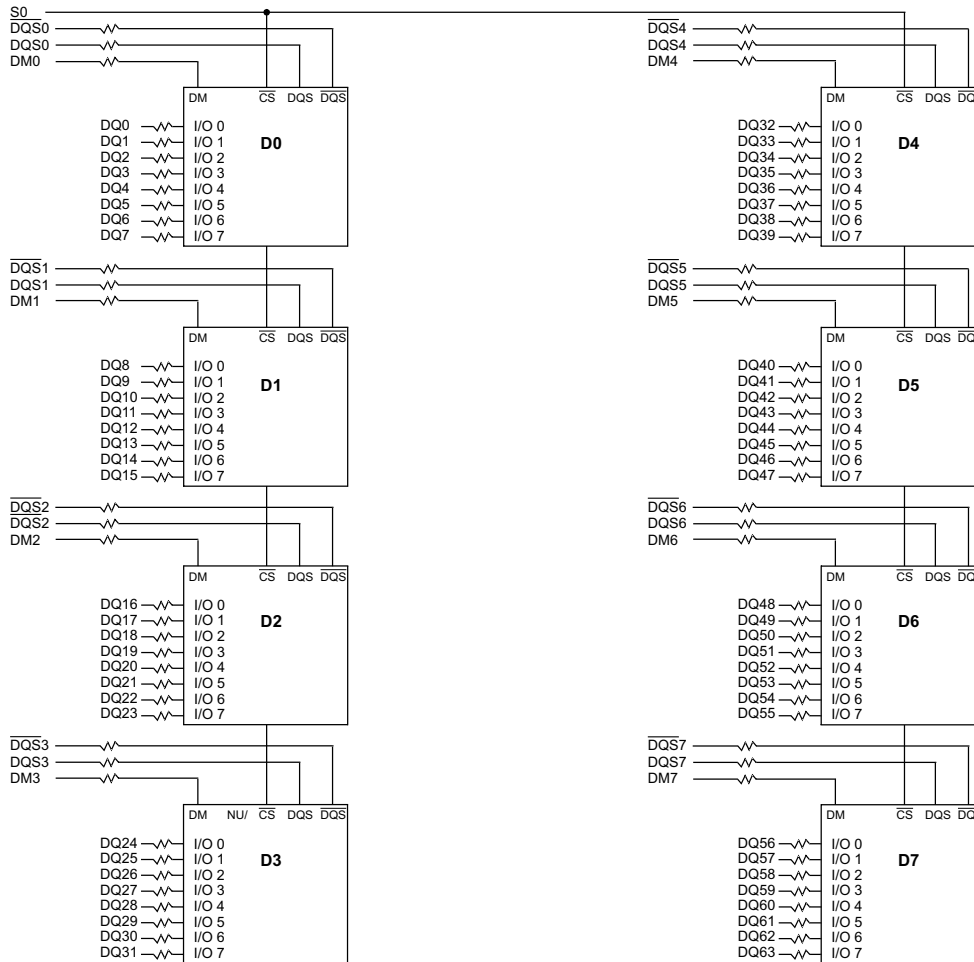 S0
DQS0
DQS0
DM0
DM CS DQS DQS
D0
DQ0 I/O 0
DQ1 I/O 1
DQ2 I/O 2
DQ3 I/O 3
DQ4 I/O 4
DQ5 I/O 5
DQ6 I/O 6
DQ7 I/O 7
DQS1
DQS1
DM1
DM CS DQS DQS
D1
DQ8 I/O 0
DQ9 I/O 1
DQ10 I/O 2
DQ11 I/O 3
DQ12 I/O 4
DQ13 I/O 5
DQ14 I/O 6
DQ15 I/O 7
DQS2
DQS2
DM2
DM CS DQS DQS
D2
DQ16 I/O 0
DQ17 I/O 1
DQ18 I/O 2
DQ19 I/O 3
DQ20 I/O 4
DQ21 I/O 5
DQ22 I/O 6
DQ23 I/O 7
DQS3
DQS3
DM3
DM NU/ CS DQS DQS
D3
DQ24 I/O 0
DQ25 I/O 1
DQ26 I/O 2
DQ27 I/O 3
DQ28 I/O 4
DQ29 I/O 5
DQ30 I/O 6
DQ31 I/O 7
DQS4
DQS4
DM4
DM CS DQS DQ
D4
DQ32 I/O 0
DQ33 I/O 1
DQ34 I/O 2
DQ35 I/O 3
DQ36 I/O 4
DQ37 I/O 5
DQ38 I/O 6
DQ39 I/O 7
DQS5
DQS5
DM5
DM CS DQS DQ
D5
DQ40 I/O 0
DQ41 I/O 1
DQ42 I/O 2
DQ43 I/O 3
DQ44 I/O 4
DQ45 I/O 5
DQ46 I/O 6
DQ47 I/O 7
DQS6
DQS6
DM6
DM CS DQS DQ
D6
DQ48 I/O 0
DQ49 I/O 1
DQ50 I/O 2
DQ51 I/O 3
DQ52 I/O 4
DQ53 I/O 5
DQ54 I/O 6
DQ55 I/O 7
DQS7
DQS7
DM7
DM CS DQS DQ
D7
DQ56 I/O 0
DQ57 I/O 1
DQ58 I/O 2
DQ59 I/O 3
DQ60 I/O 4
DQ61 I/O 5
DQ62 I/O 6
DQ63 I/O 7